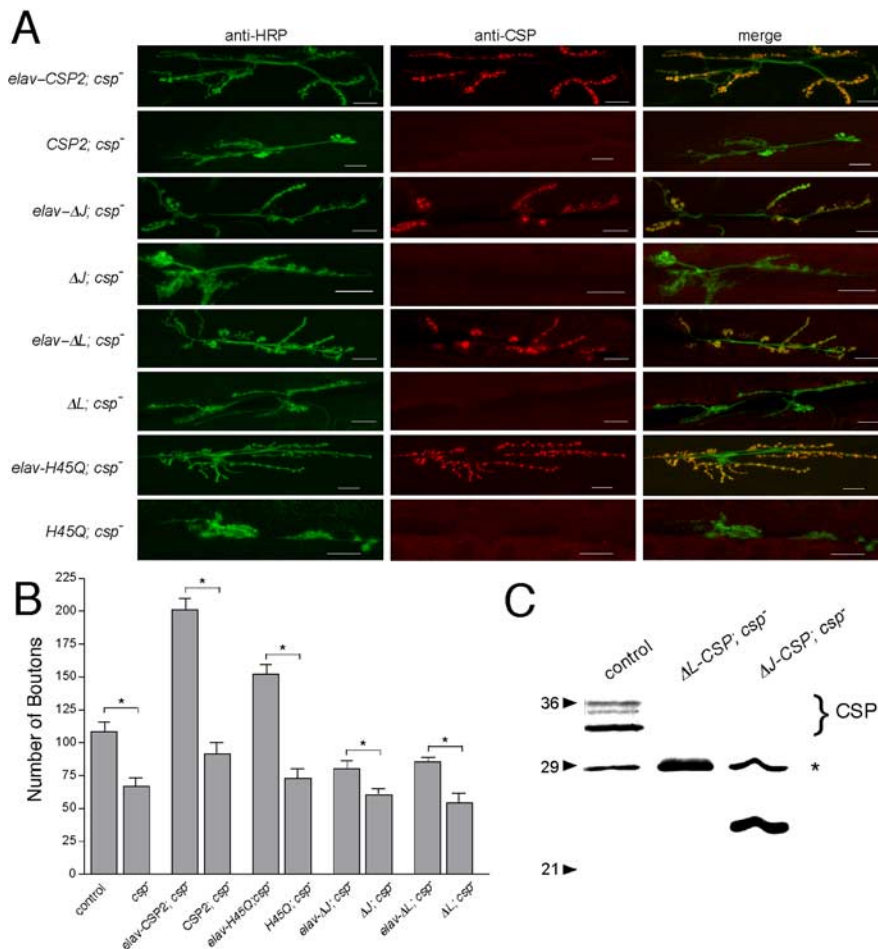 A
anti-HRP anti-CSP merge
elav–CSP2; csp⁻
CSP2; csp⁻
elav–ΔJ; csp⁻
ΔJ; csp⁻
elav–ΔL; csp⁻
ΔL; csp⁻
elav-H45Q; csp⁻
H45Q; csp⁻
B
Number of Boutons
225
200
175
150
125
100
75
50
25
0
* * * * *
control
csp⁻
elav-CSP2; csp⁻
CSP2; csp⁻
elav-H45Q;csp⁻
H45Q; csp⁻
elav-ΔJ; csp⁻
ΔJ; csp⁻
elav-ΔL; csp⁻
ΔL; csp⁻
C
control
ΔL-CSP; csp⁻
ΔJ-CSP; csp⁻
36
CSP
29
*
21